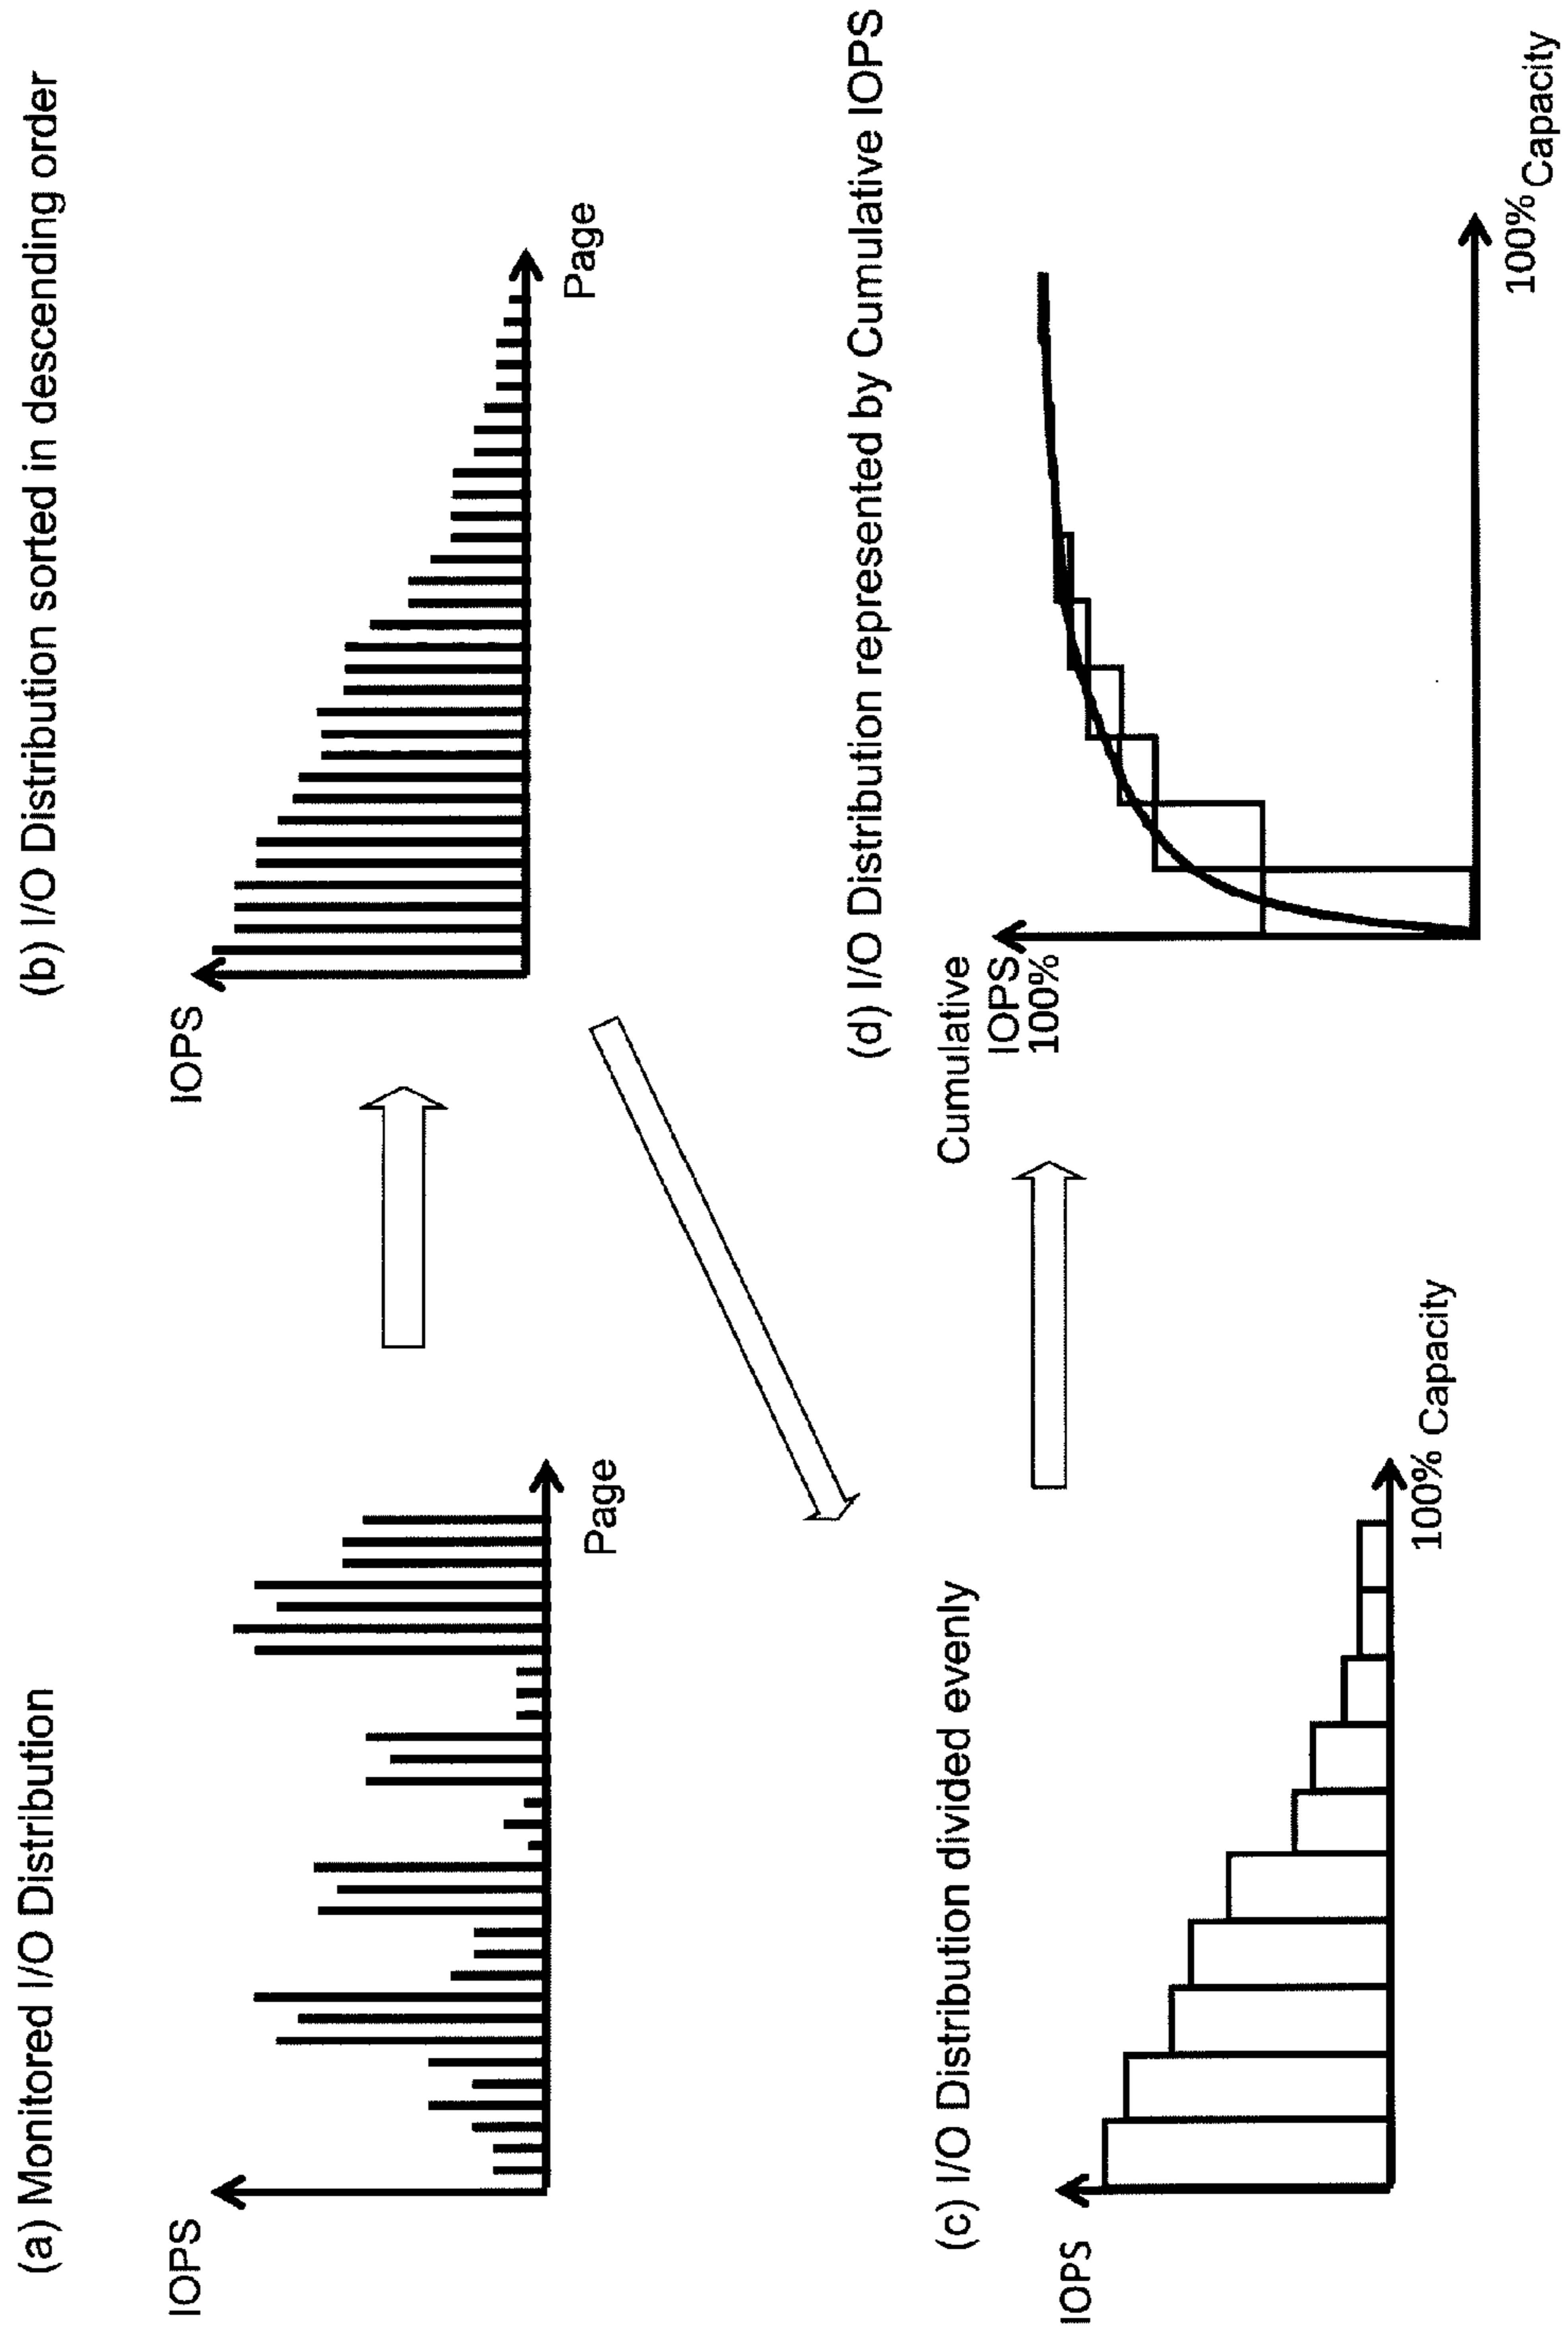 (a) Monitored I/O Distribution
IOPS
Page
(b) I/O Distribution sorted in descending order
IOPS
Page
(c) I/O Distribution divided evenly
IOPS
100% Capacity
(d) I/O Distribution represented by Cumulative IOPS
Cumulative
IOPS
100%
100% Capacity